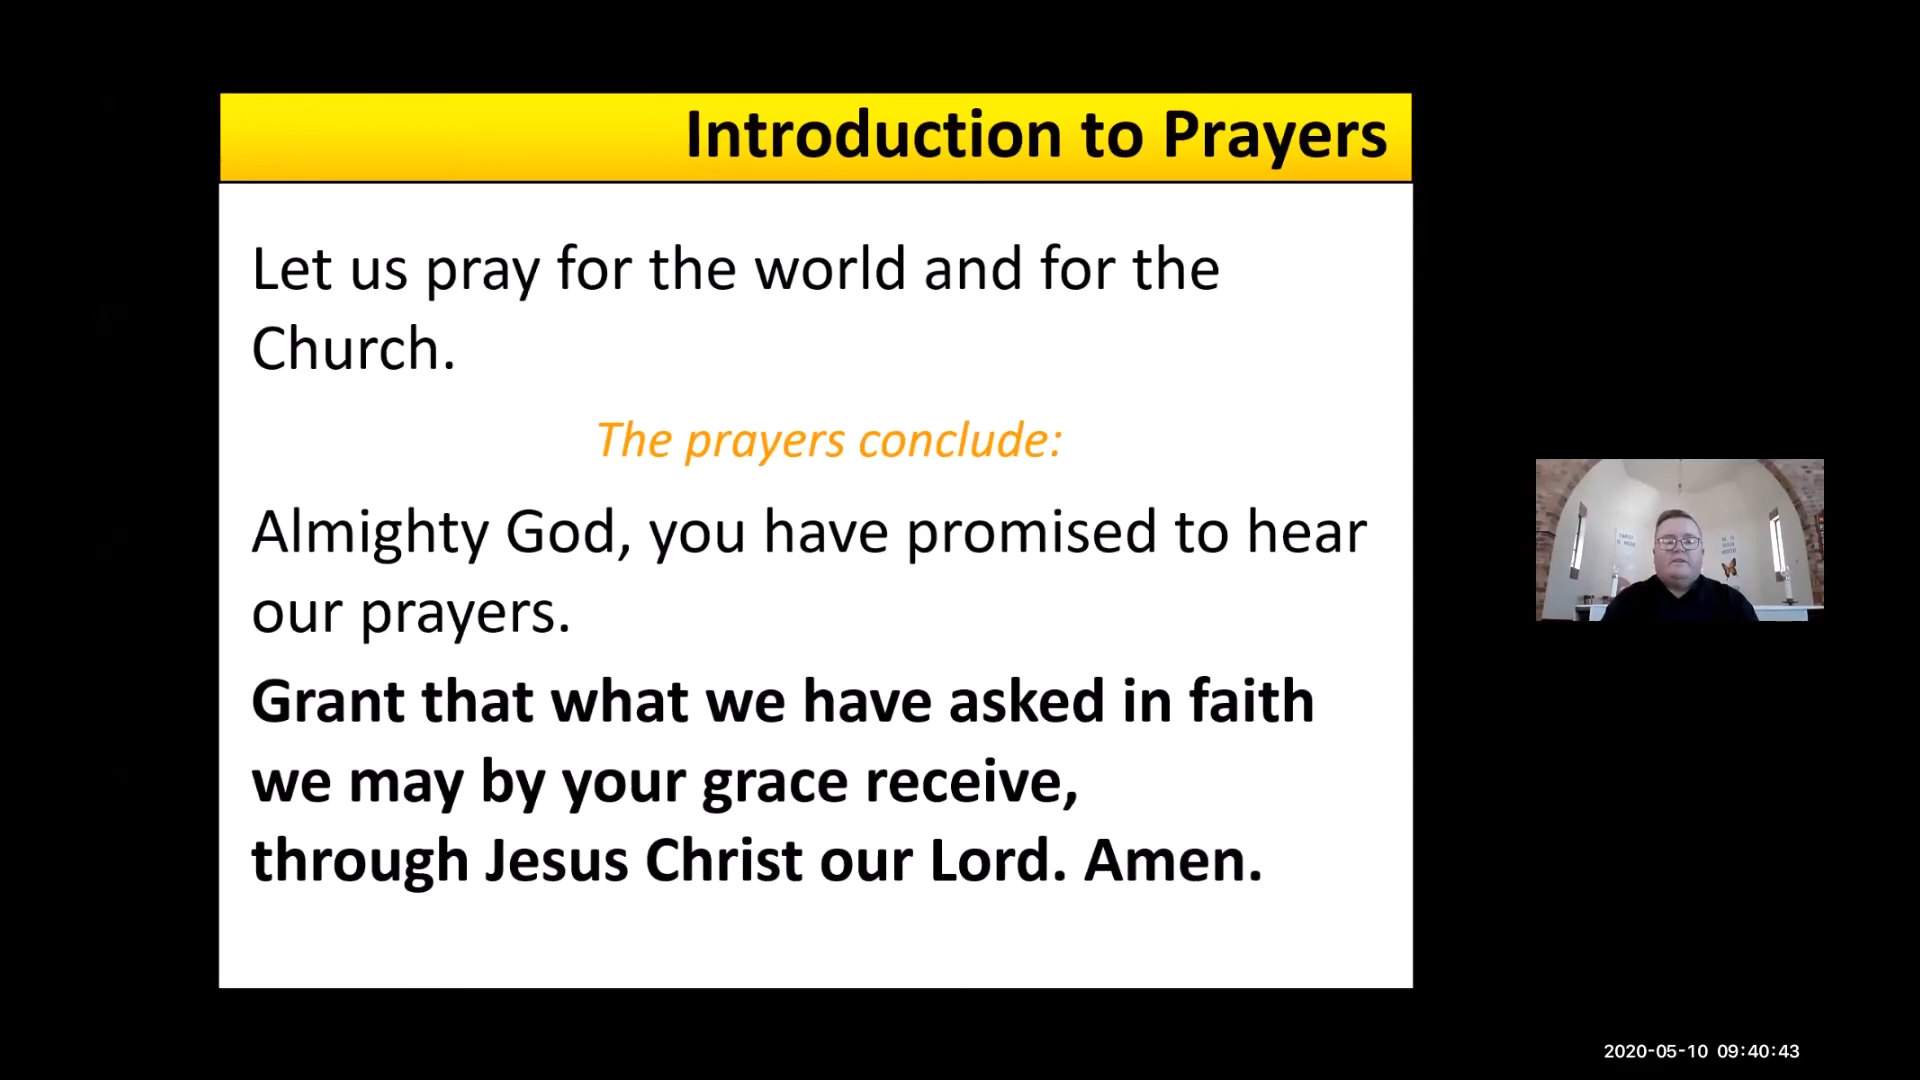 Introduction to Prayers
Let us pray for the world and for the
Church.
The prayers conclude:
Almighty God, you have promised to hear
our prayers.
Grant that what we have asked in faith
we may by your grace receive,
through Jesus Christ our Lord. Amen.
2020-05-10 09:40:43